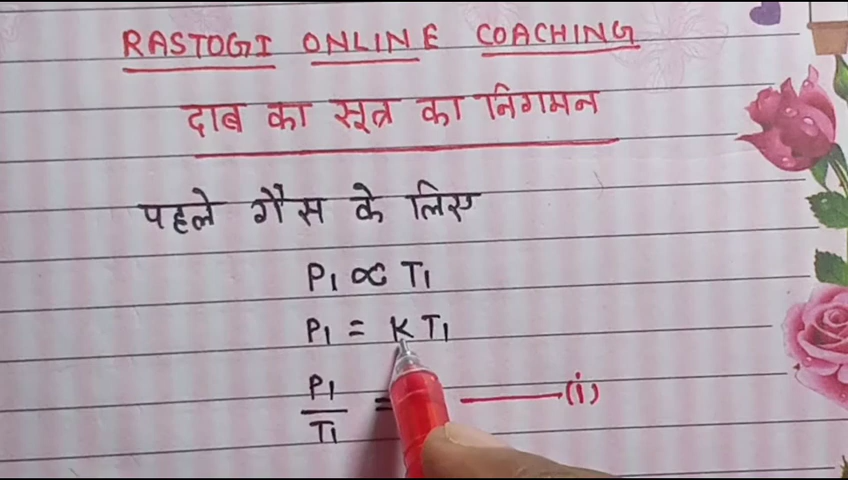 RASTOGI ONLINE COACHING
दाब का सूत्र का निगमन
पहले गैस के लिए
P₁ ∝ T₁
P₁ = K T₁
P₁/T₁ = (i)